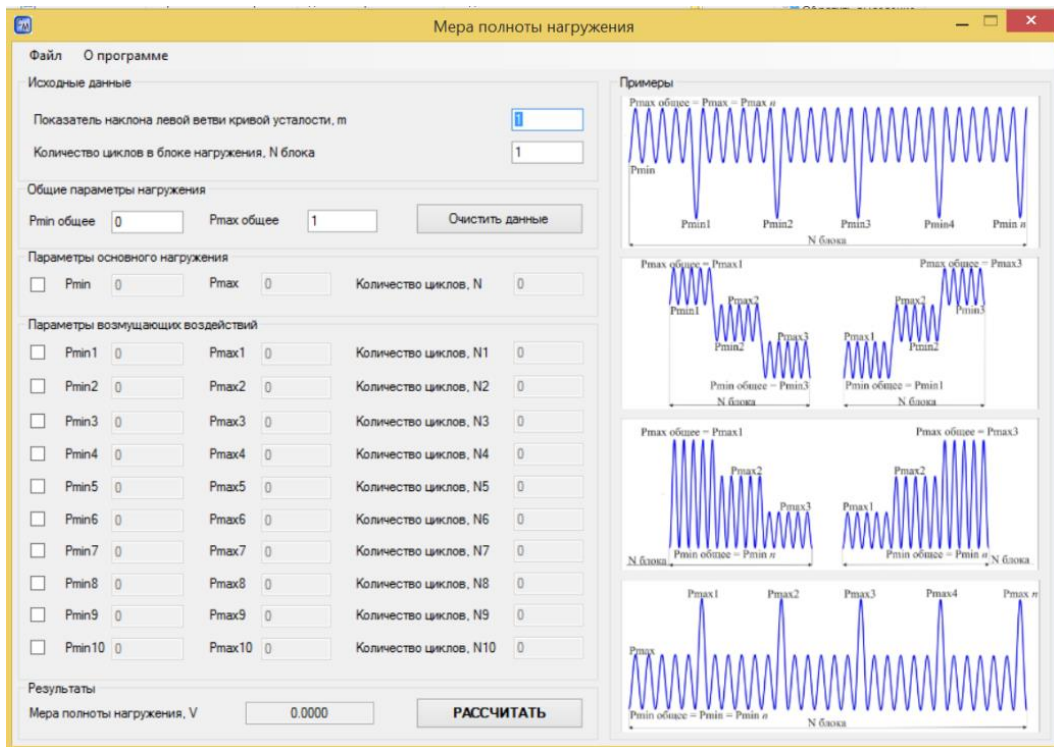 Мера полноты нагружения
Файл О программе
Исходные данные
Показатель наклона левой ветви кривой усталости, m 1
Количество циклов в блоке нагружения, N блока 1
Общие параметры нагружения
Pmin общее 0 Pmax общее 1 Очистить данные
Параметры основного нагружения
Pmin 0 Pmax 0 Количество циклов, N 0
Параметры возмущающих воздействий
Pmin1 0 Pmax1 0 Количество циклов, N1 0
Pmin2 0 Pmax2 0 Количество циклов, N2 0
Pmin3 0 Pmax3 0 Количество циклов, N3 0
Pmin4 0 Pmax4 0 Количество циклов, N4 0
Pmin5 0 Pmax5 0 Количество циклов, N5 0
Pmin6 0 Pmax6 0 Количество циклов, N6 0
Pmin7 0 Pmax7 0 Количество циклов, N7 0
Pmin8 0 Pmax8 0 Количество циклов, N8 0
Pmin9 0 Pmax9 0 Количество циклов, N9 0
Pmin10 0 Pmax10 0 Количество циклов, N10 0
Результаты
Мера полноты нагружения, V 0.0000 РАССЧИТАТЬ
Примеры
Pmax общее = Pmax = Pmax n
Pmin
Pmin1 Pmin2 Pmin3 Pmin4 Pmin n
N блока
Pmax общее = Pmax1 Pmax общее = Pmax3
Pmax2 Pmax2
Pmin1 Pmin3
Pmax3 Pmax1
Pmin2 Pmin2
Pmin общее = Pmin3 Pmin общее = Pmin1
N блока N блока
Pmax общее = Pmax1 Pmax общее = Pmax3
Pmax2 Pmax2
Pmax3 Pmax1
Pmin общее = Pmin n Pmin общее = Pmin n
N блока N блока
Pmax1 Pmax2 Pmax3 Pmax4 Pmax n
Pmax
Pmin общее = Pmin = Pmin n
N блока